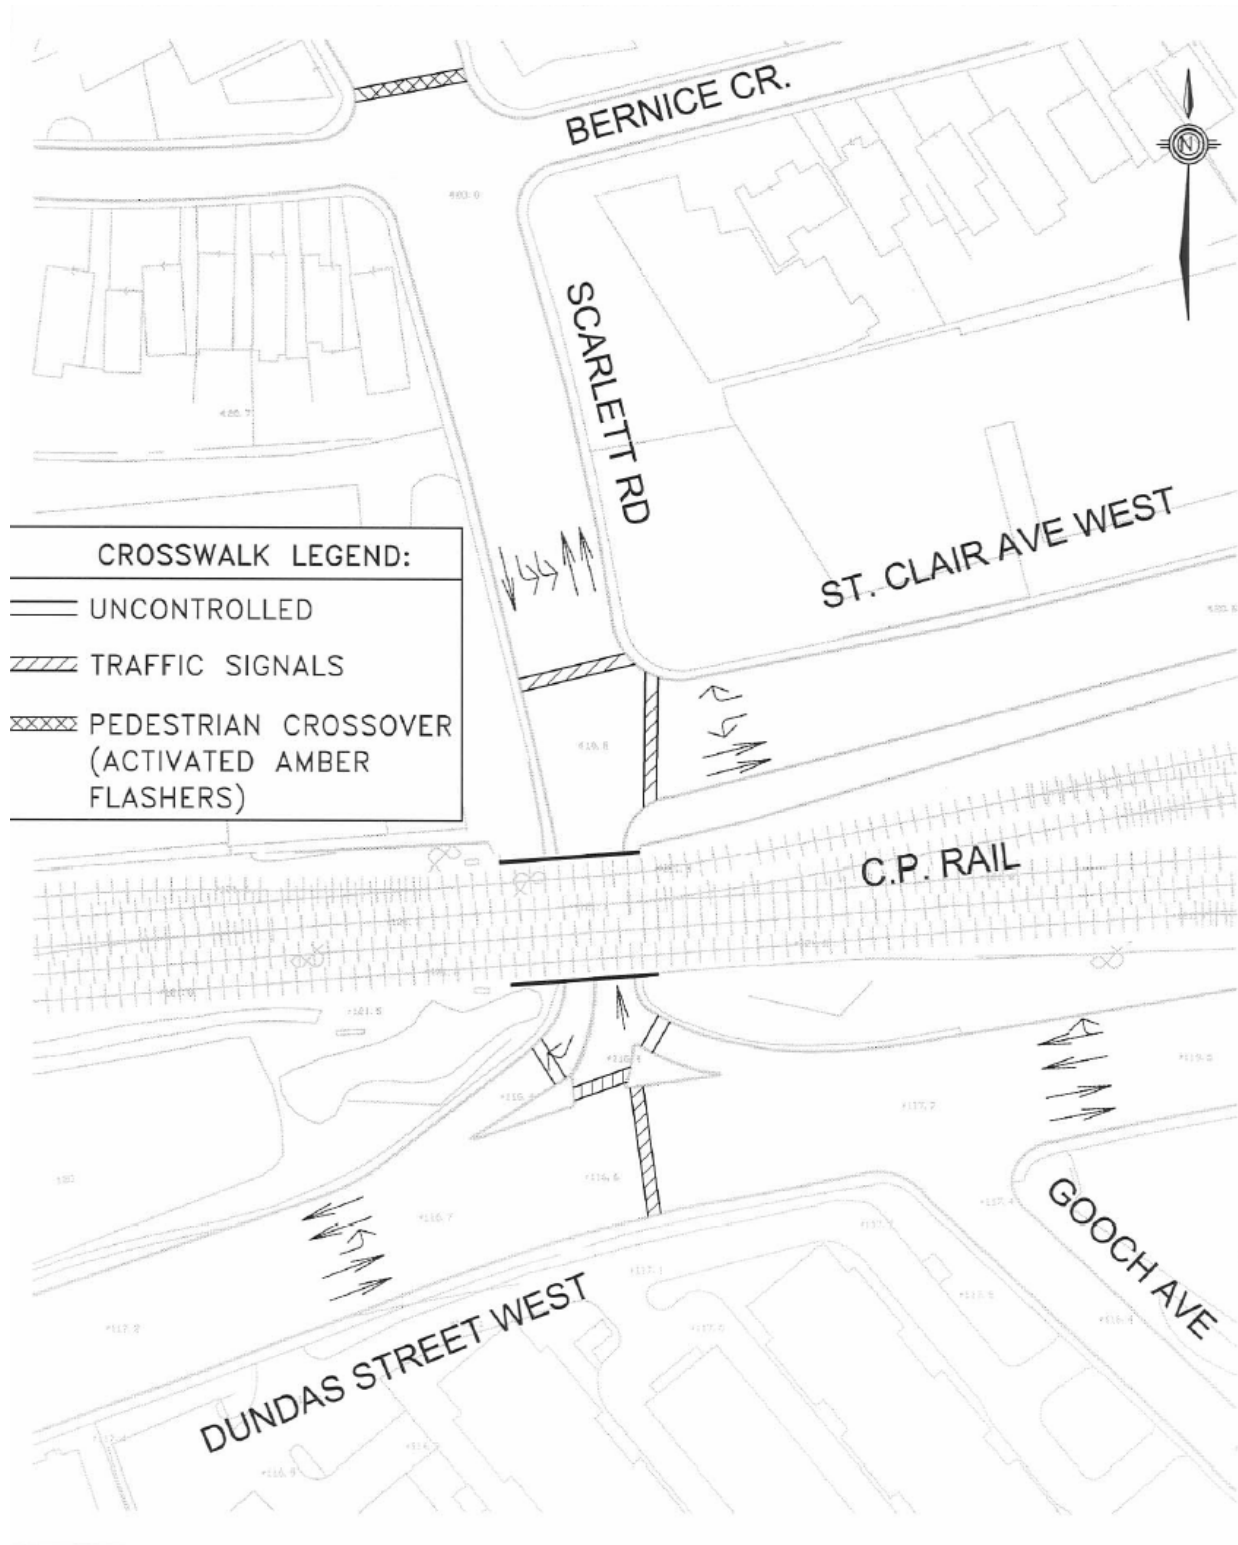 BERNICE CR.
N
SCARLETT RD
ST. CLAIR AVE WEST
CROSSWALK LEGEND:
UNCONTROLLED
TRAFFIC SIGNALS
PEDESTRIAN CROSSOVER
(ACTIVATED AMBER
FLASHERS)
C.P. RAIL
GOOCH AVE
DUNDAS STREET WEST